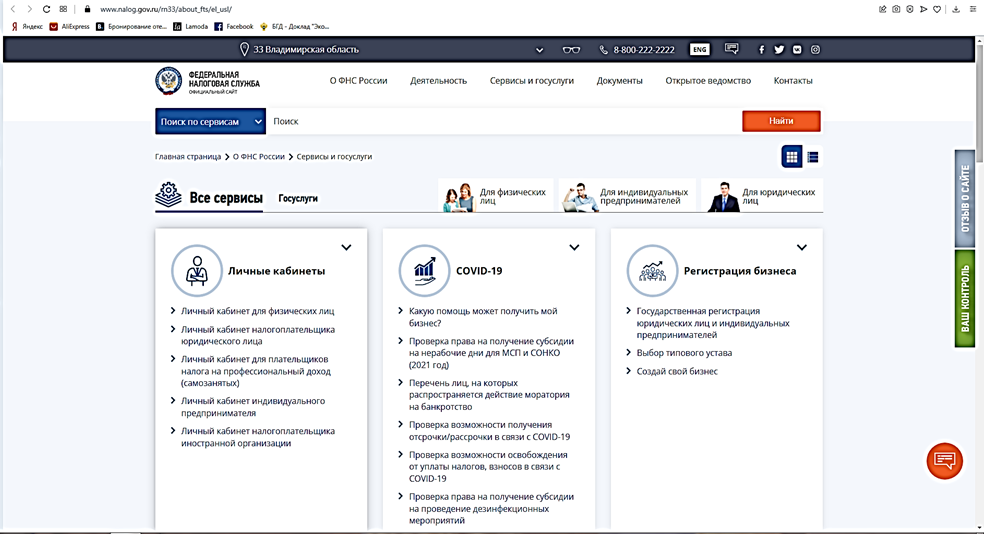 www.nalog.gov.ru/rn33/about_fts/el_usl/
Яндекс
AliExpress
Бронирование оте...
Lamoda
Facebook
БГД - Доклад "Эко...
33 Владимирская область
8-800-222-2222
ENG
ФЕДЕРАЛЬНАЯ
НАЛОГОВАЯ СЛУЖБА
ОФИЦИАЛЬНЫЙ САЙТ
О ФНС России
Деятельность
Сервисы и госуслуги
Документы
Открытое ведомство
Контакты
Поиск по сервисам
Поиск
Найти
Главная страница
О ФНС России
Сервисы и госуслуги
Все сервисы
Госуслуги
Для физических
лиц
Для индивидуальных
предпринимателей
Для юридических
лиц
Личные кабинеты
Личный кабинет для физических лиц
Личный кабинет налогоплательщика
юридического лица
Личный кабинет для плательщиков
налога на профессиональный доход
(самозанятых)
Личный кабинет индивидуального
предпринимателя
Личный кабинет налогоплательщика
иностранной организации
COVID-19
Какую помощь может получить мой
бизнес?
Проверка права на получение субсидии
на нерабочие дни для МСП и СОНКО
(2021 год)
Перечень лиц, на которых
распространяется действие моратория
на банкротство
Проверка возможности получения
отсрочки/рассрочки в связи с COVID-19
Проверка возможности освобождения
от уплаты налогов, взносов в связи с
COVID-19
Проверка права на получение субсидии
на проведение дезинфекционных
мероприятий
Регистрация бизнеса
Государственная регистрация
юридических лиц и индивидуальных
предпринимателей
Выбор типового устава
Создай свой бизнес
ОТЗЫВ О САЙТЕ
ВАШ КОНТРОЛЬ